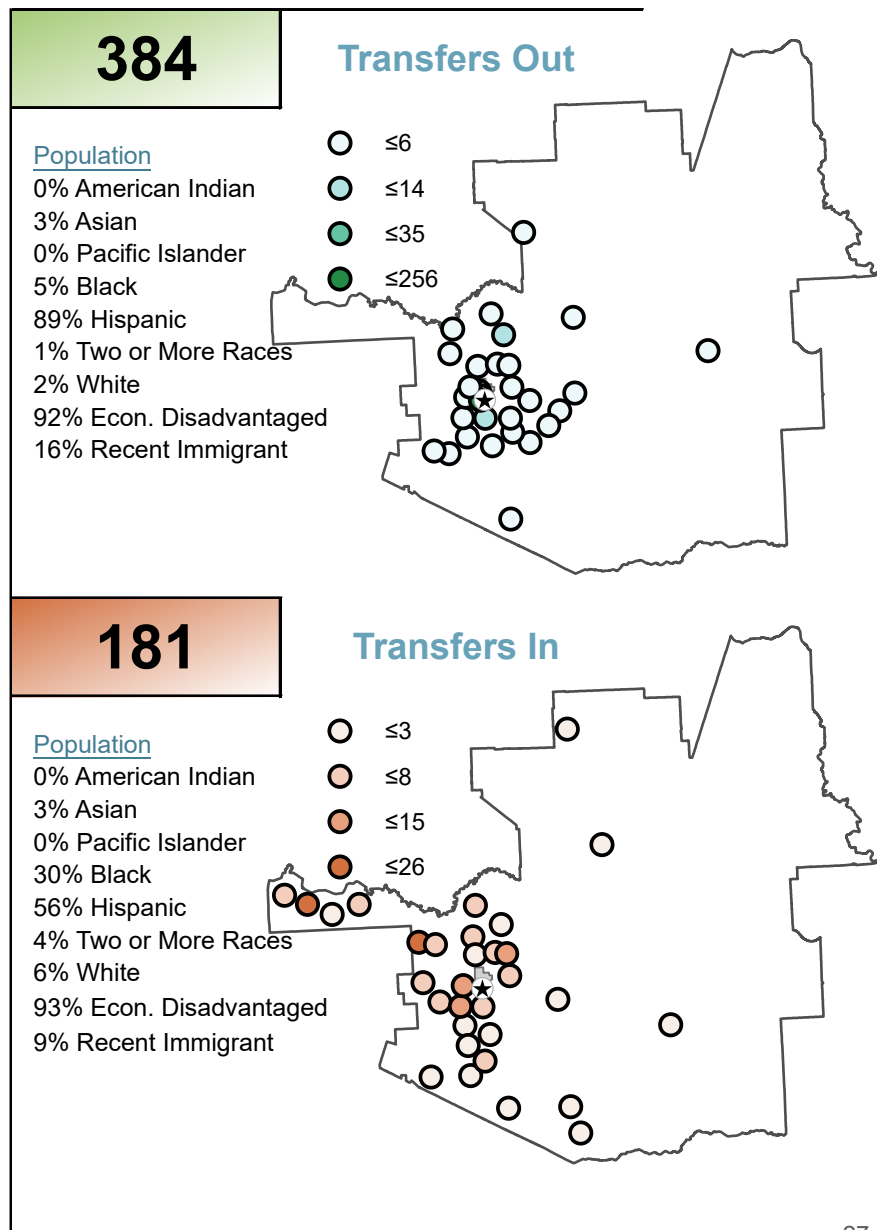 384
Transfers Out
Population
0% American Indian
3% Asian
0% Pacific Islander
5% Black
89% Hispanic
1% Two or More Races
2% White
92% Econ. Disadvantaged
16% Recent Immigrant
≤6
≤14
≤35
≤256
181
Transfers In
Population
0% American Indian
3% Asian
0% Pacific Islander
30% Black
56% Hispanic
4% Two or More Races
6% White
93% Econ. Disadvantaged
9% Recent Immigrant
≤3
≤8
≤15
≤26